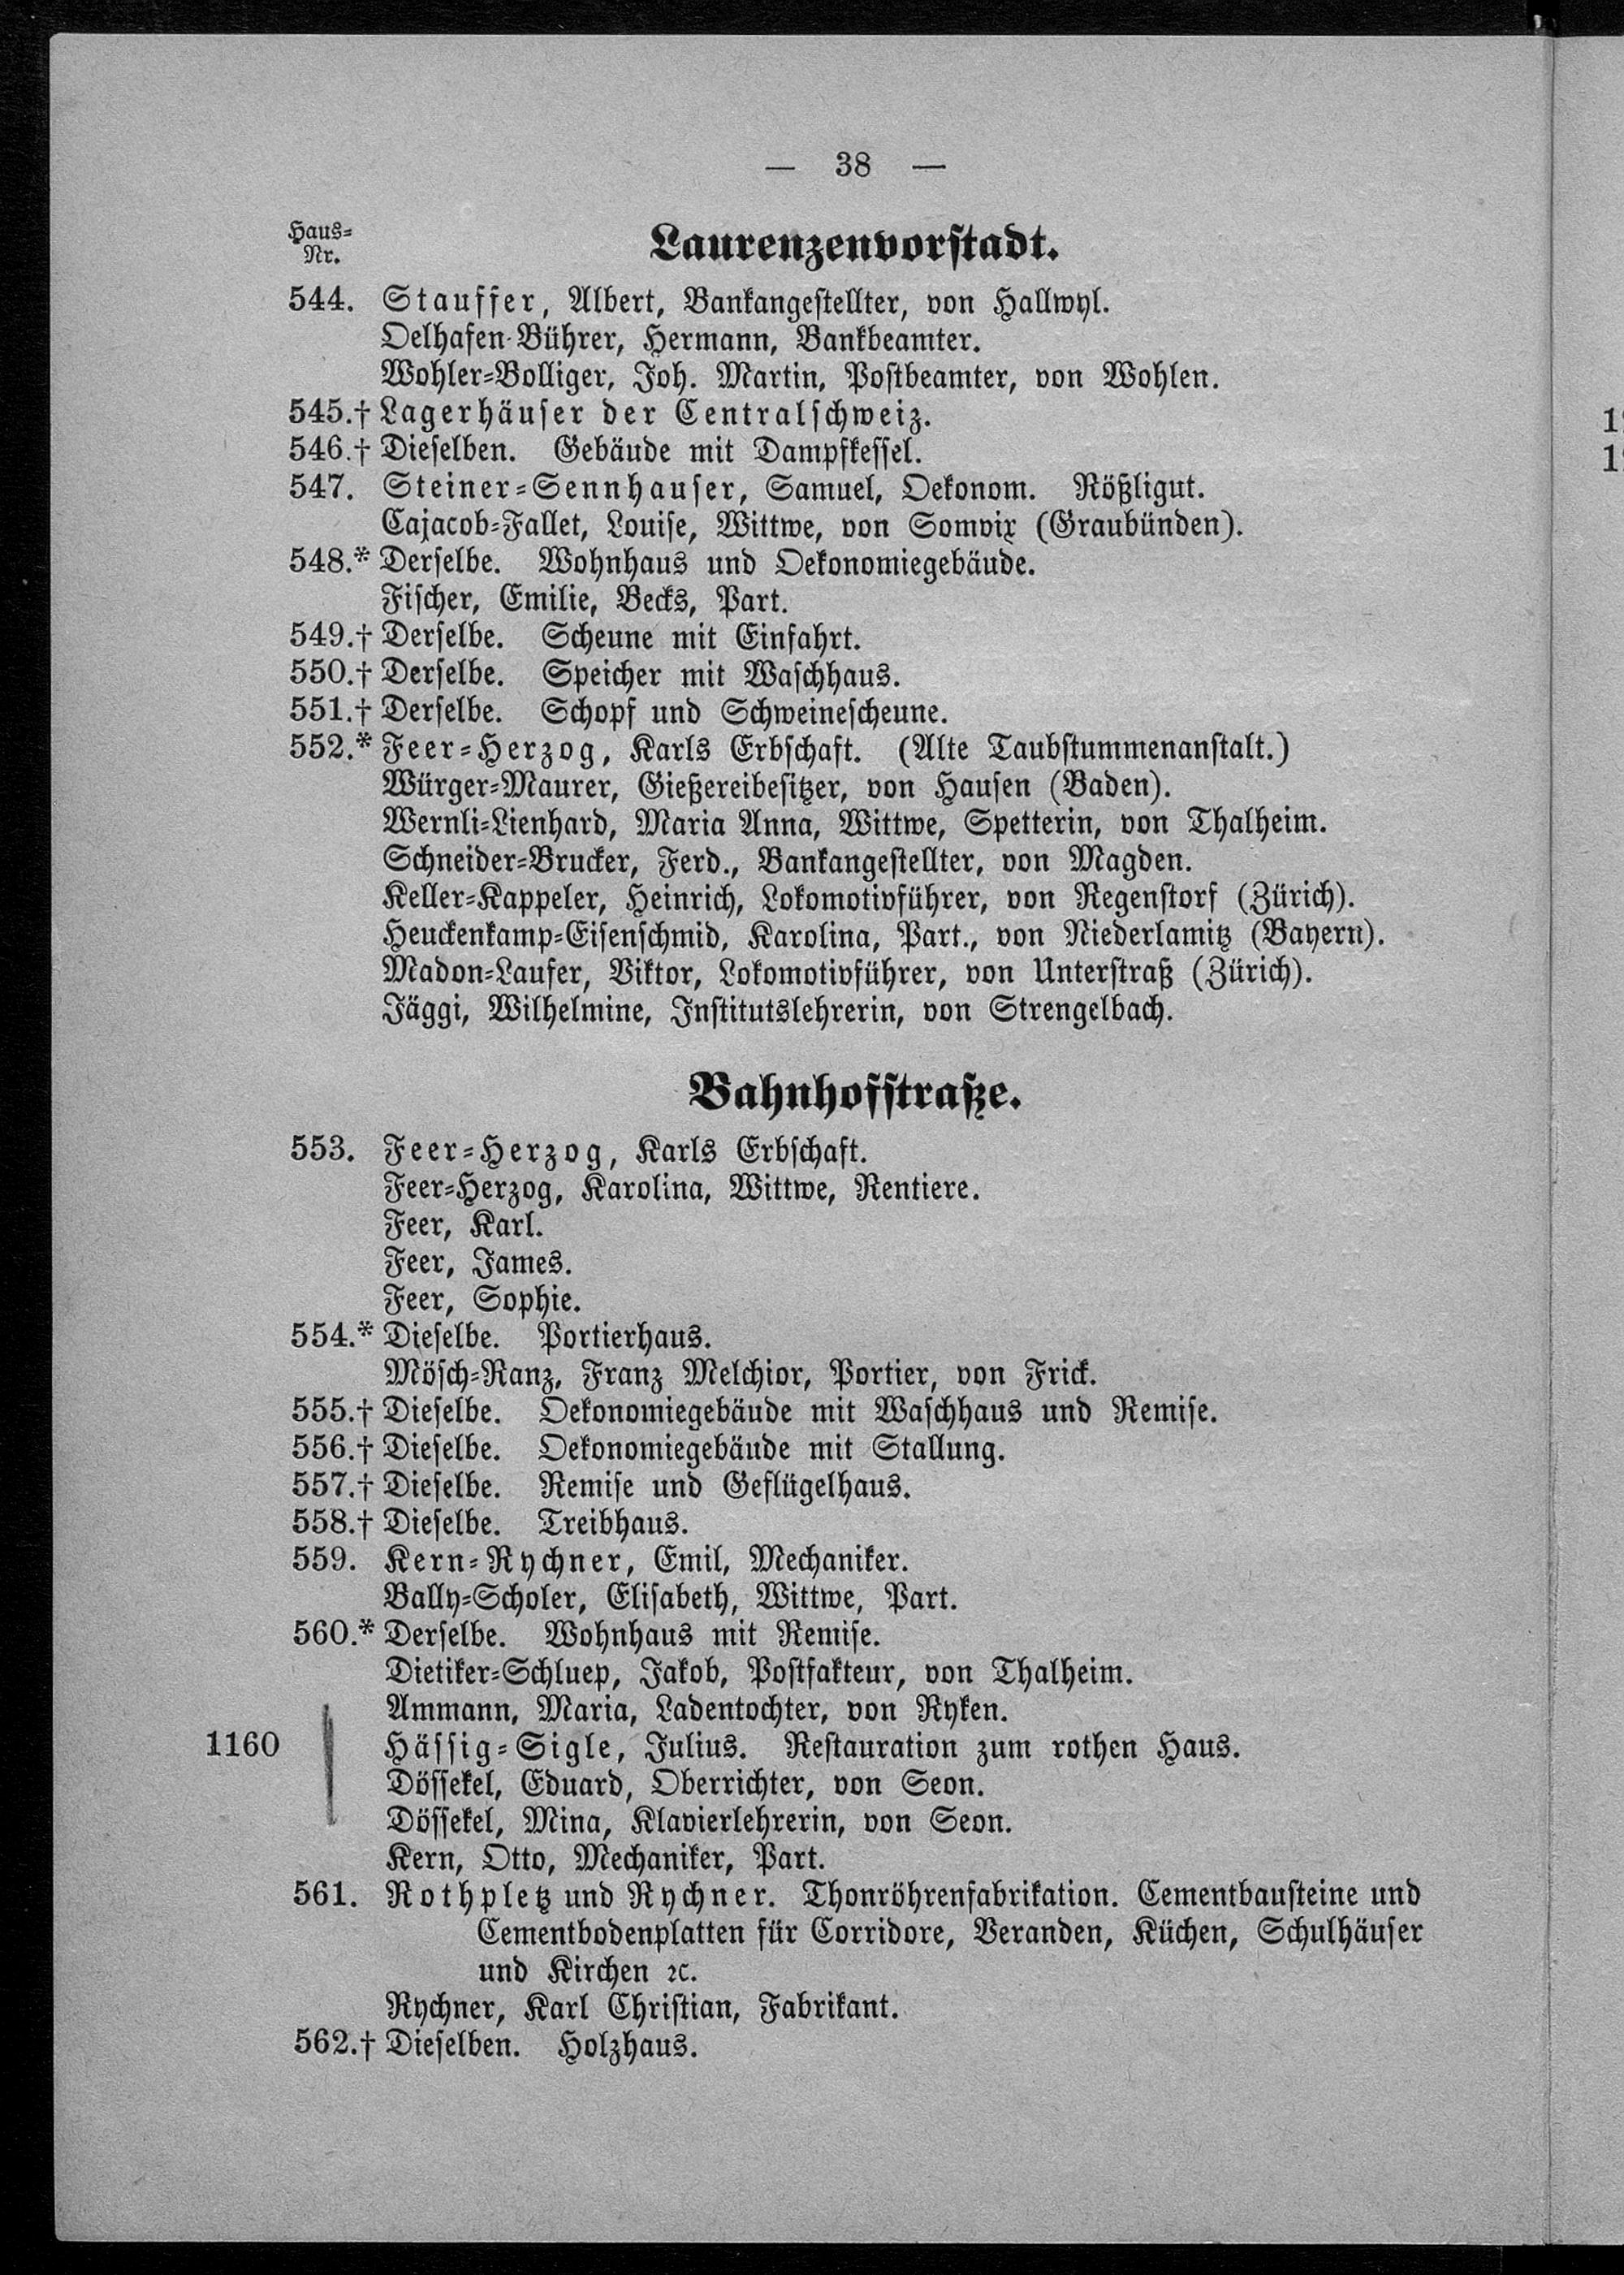 — 38 —
Haus-
Nr.
Laurenzenvorstadt.
544. Stauffer, Albert, Bankangestellter, von Hallwyl.
Oelhafen-Bührer, Hermann, Bankbeamter.
Wohler-Bolliger, Joh. Martin, Postbeamter, von Wohlen.
545.† Lagerhäuser der Centralschweiz.
546.† Dieselben. Gebäude mit Dampfkessel.
547. Steiner-Sennhauser, Samuel, Oekonom. Rößligut.
Cajacob-Fallet, Louise, Wittwe, von Somvix (Graubünden).
548.* Derselbe. Wohnhaus und Oekonomiegebäude.
Fischer, Emilie, Becks, Part.
549.† Derselbe. Scheune mit Einfahrt.
550.† Derselbe. Speicher mit Waschhaus.
551.† Derselbe. Schopf und Schweinescheune.
552.* Feer-Herzog, Karls Erbschaft. (Alte Taubstummenanstalt.)
Würger-Maurer, Gießereibesitzer, von Hausen (Baden).
Wernli-Lienhard, Maria Anna, Wittwe, Spetterin, von Thalheim.
Schneider-Brucker, Ferd., Bankangestellter, von Magden.
Keller-Kappeler, Heinrich, Lokomotivführer, von Regenstorf (Zürich).
Heuckenkamp-Eisenschmid, Karolina, Part., von Niederlamitz (Bayern).
Madon-Laufer, Viktor, Lokomotivführer, von Unterstraß (Zürich).
Jäggi, Wilhelmine, Institutslehrerin, von Strengelbach.
Bahnhofstraße.
553. Feer-Herzog, Karls Erbschaft.
Feer-Herzog, Karolina, Wittwe, Rentiere.
Feer, Karl.
Feer, James.
Feer, Sophie.
554.* Dieselbe. Portierhaus.
Mösch-Ranz, Franz Melchior, Portier, von Frick.
555.† Dieselbe. Oekonomiegebäude mit Waschhaus und Remise.
556.† Dieselbe. Oekonomiegebäude mit Stallung.
557.† Dieselbe. Remise und Geflügelhaus.
558.† Dieselbe. Treibhaus.
559. Kern-Rychner, Emil, Mechaniker.
Bally-Scholer, Elisabeth, Wittwe, Part.
560.* Derselbe. Wohnhaus mit Remise.
Dietiker-Schluep, Jakob, Postfakteur, von Thalheim.
Ammann, Maria, Ladentochter, von Ryken.
1160 Hässig-Sigle, Julius. Restauration zum rothen Haus.
Dössekel, Eduard, Oberrichter, von Seon.
Dössekel, Mina, Klavierlehrerin, von Seon.
Kern, Otto, Mechaniker, Part.
561. Rothpletz und Rychner. Thonröhrenfabrikation. Cementbausteine und
Cementbodenplatten für Corridore, Veranden, Küchen, Schulhäuser
und Kirchen ꝛc.
Rychner, Karl Christian, Fabrikant.
562.† Dieselben. Holzhaus.